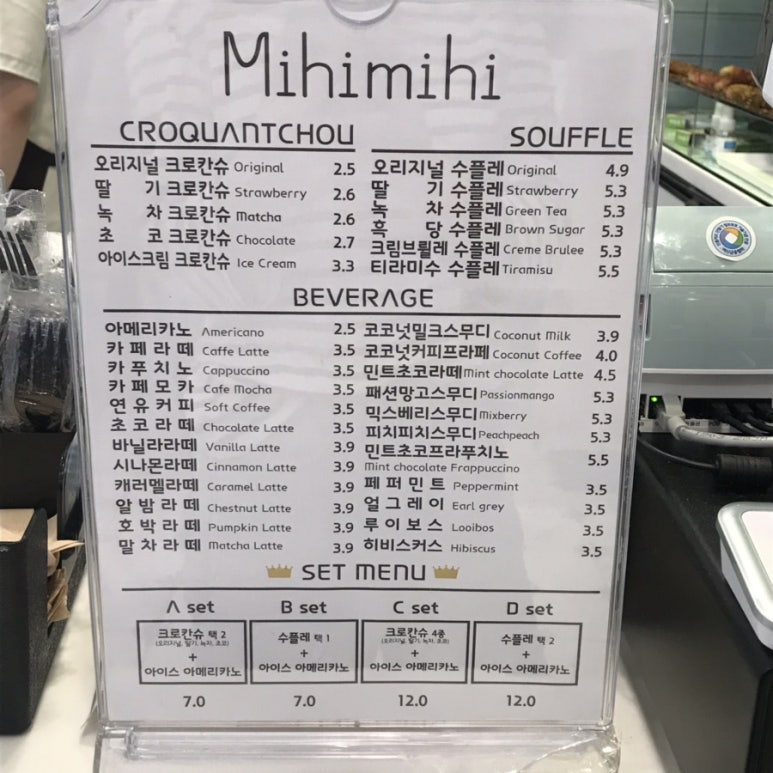 Mihimihi
CROQUANTCHOU
오리지널 크로칸슈 Original 2.5
딸 기 크로칸슈 Strawberry 2.6
녹 차 크로칸슈 Matcha 2.6
초 코 크로칸슈 Chocolate 2.7
아이스크림 크로칸슈 Ice Cream 3.3
SOUFFLE
오리지널 수플레 Original 4.9
딸 기 수플레 Strawberry 5.3
녹 차 수플레 Green Tea 5.3
흑 당 수플레 Brown Sugar 5.3
크림브륄레 수플레 Creme Brulee 5.3
티라미수 수플레 Tiramisu 5.5
BEVERAGE
아메리카노 Americano 2.5
카 페 라 떼 Caffe Latte 3.5
카 푸 치 노 Cappuccino 3.5
카 페 모 카 Cafe Mocha 3.5
연 유 커 피 Soft Coffee 3.5
초 코 라 떼 Chocolate Latte 3.5
바닐라라떼 Vanilla Latte 3.9
시나몬라떼 Cinnamon Latte 3.9
캐러멜라떼 Caramel Latte 3.9
알 밤 라 떼 Chestnut Latte 3.9
호 박 라 떼 Pumpkin Latte 3.9
말 차 라 떼 Matcha Latte 3.9
코코넛밀크스무디 Coconut Milk 3.9
코코넛커피프라페 Coconut Coffee 4.0
민트초코라떼 Mint chocolate Latte 4.5
패션망고스무디 Passionmango 5.3
믹스베리스무디 Mixberry 5.3
피치피치스무디 Peachpeach 5.3
민트초코프라푸치노 5.5
Mint chocolate Frappuccino
페 퍼 민 트 Peppermint 3.5
얼 그 레 이 Earl grey 3.5
루 이 보 스 Looibos 3.5
히비스커스 Hibiscus 3.5
SET MENU
A set
크로칸슈 택 2
(오리지널, 딸기, 녹차, 초코)
+
아이스 아메리카노
7.0
B set
수플레 택 1
+
아이스 아메리카노
7.0
C set
크로칸슈 4종
(오리지널, 딸기, 녹차, 초코)
+
아이스 아메리카노
12.0
D set
수플레 택 2
+
아이스 아메리카노
12.0